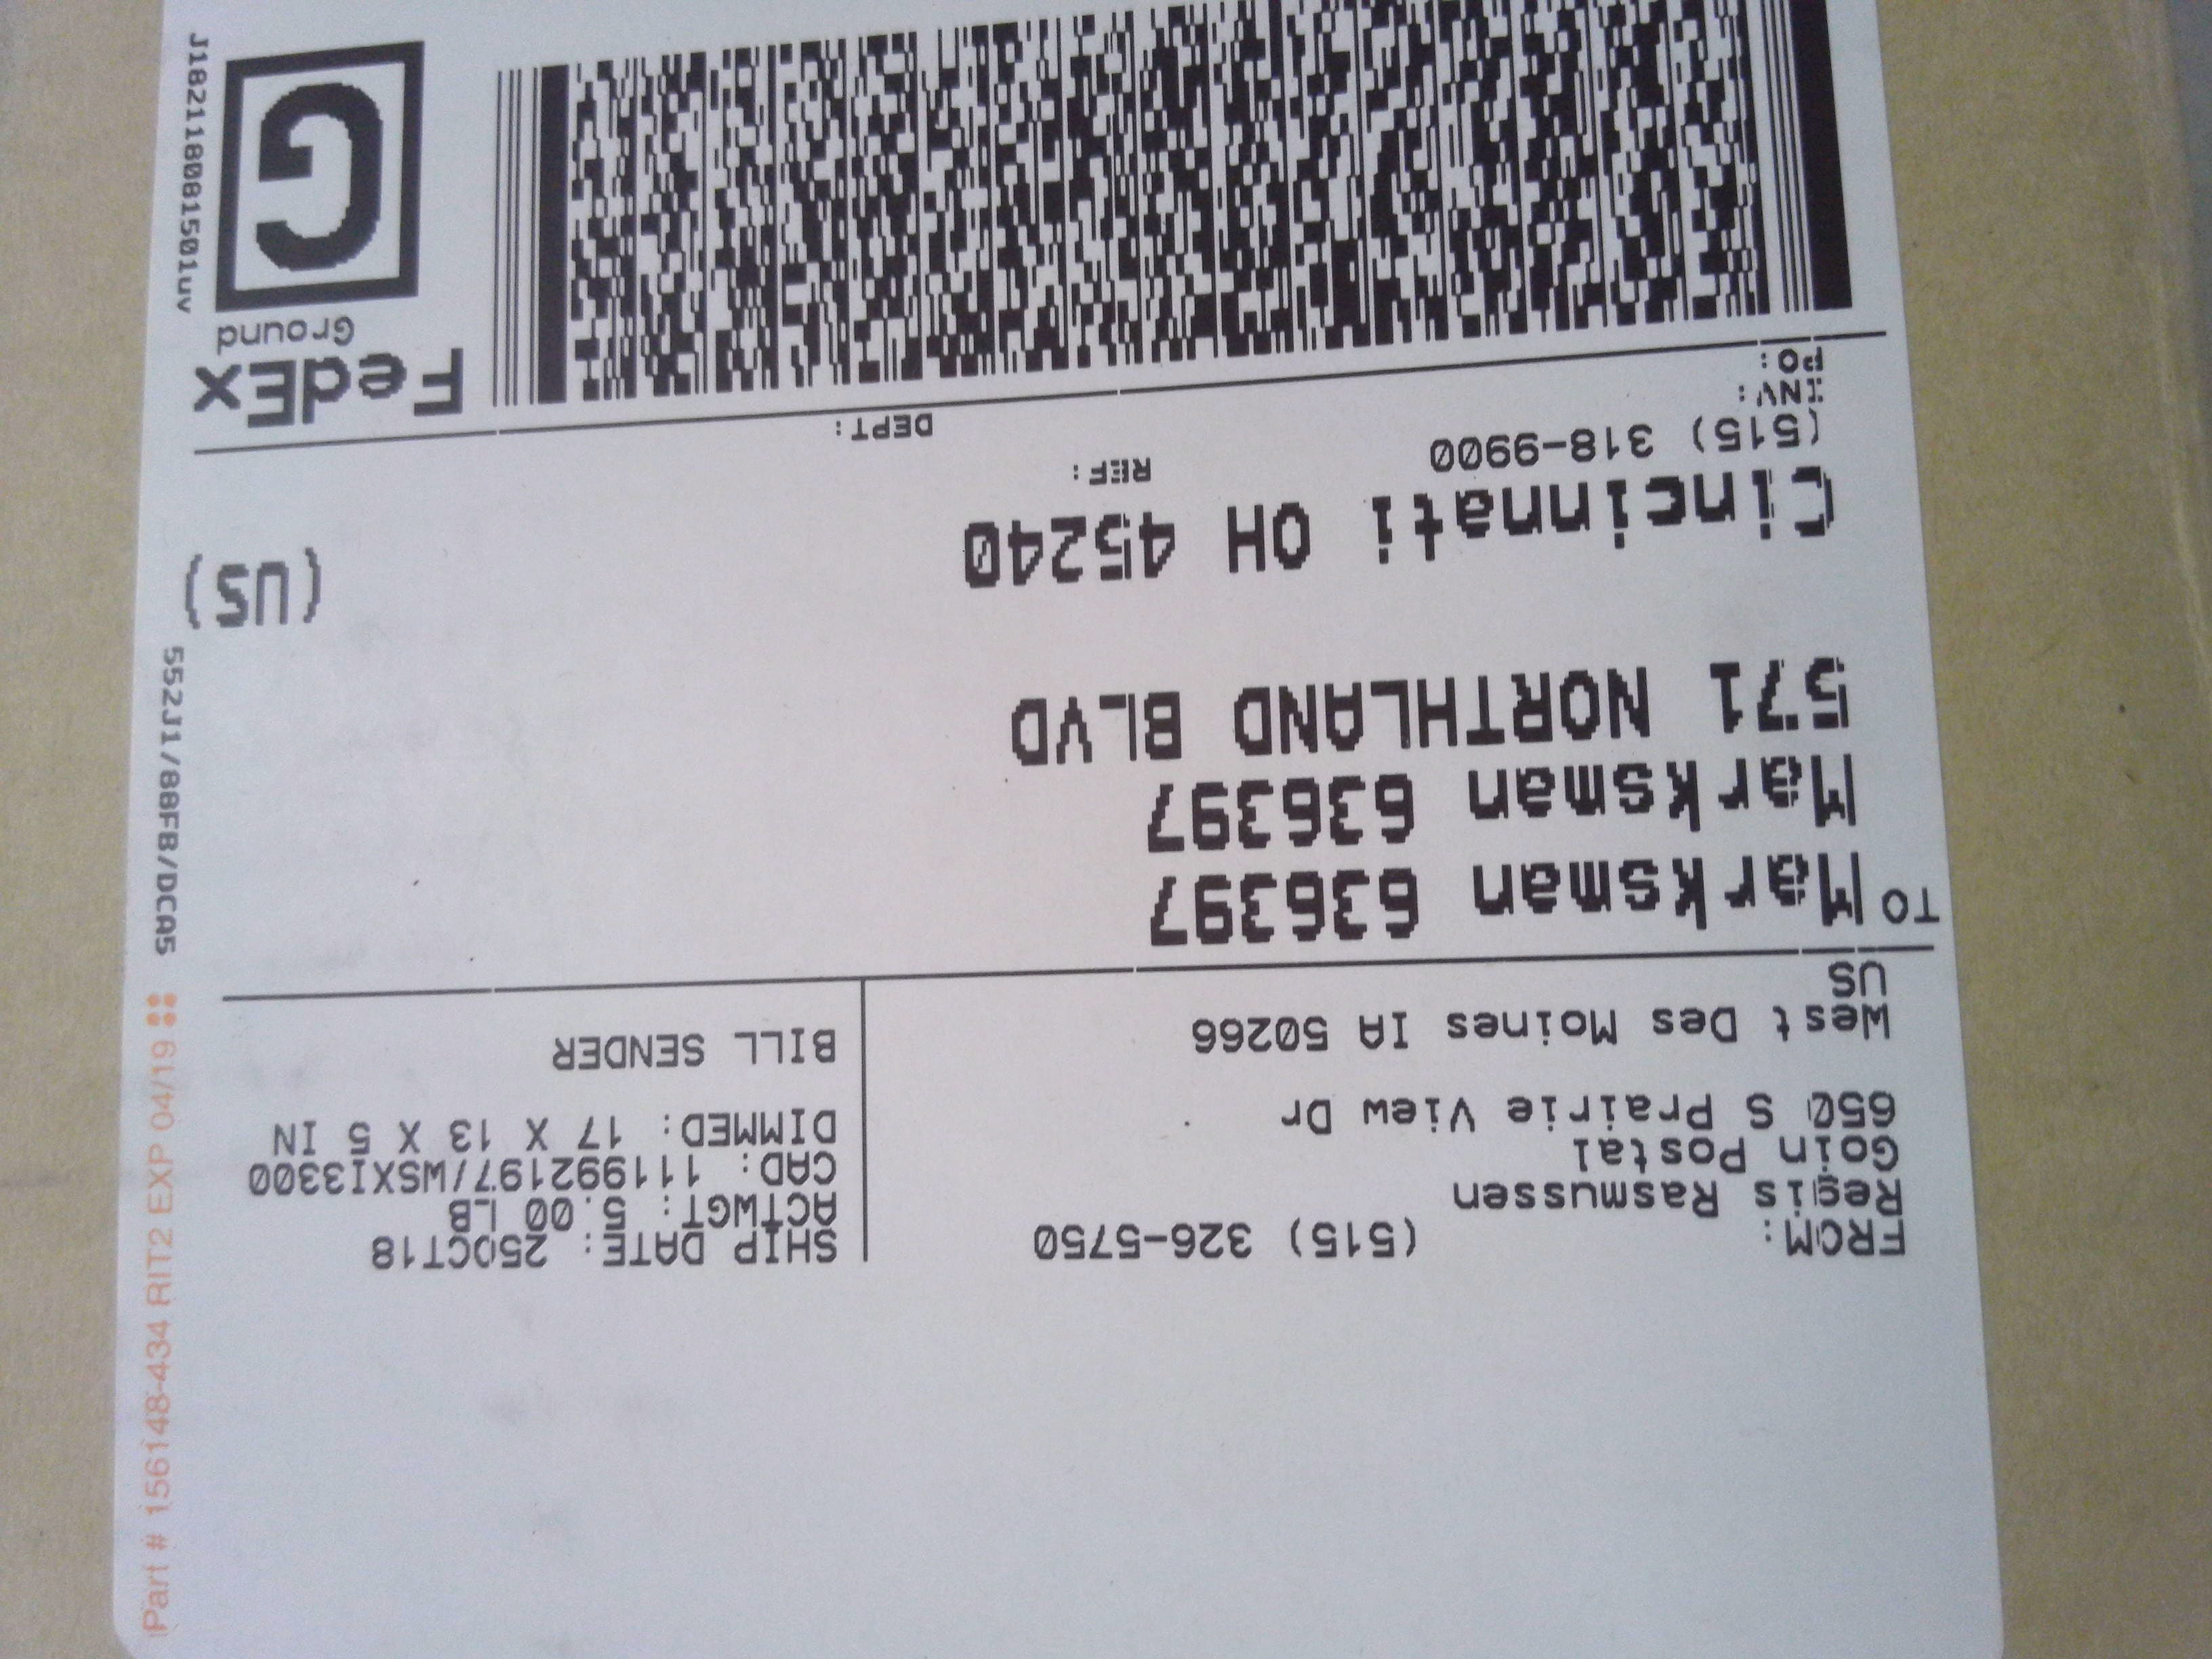 FROM: (515) 326-5750
Regis Rasmussen
Goin Postal
650 S Prairie View Dr
West Des Moines IA 50266
US
SHIP DATE: 25OCT18
ACTWGT: 5.00 LB
CAD: 111992197/WSXI3300
DIMMED: 17 X 13 X 5 IN
BILL SENDER
TO Marksman 636397
Marksman 636397
571 NORTHLAND BLVD
Cincinnati OH 45240
(US)
(515) 318-9900 REF:
INV:
PO: DEPT:
FedEx
Ground
G
J182118081501uv
552J1/88FB/DCA5
Part # 156148-434 RIT2 EXP 04/19